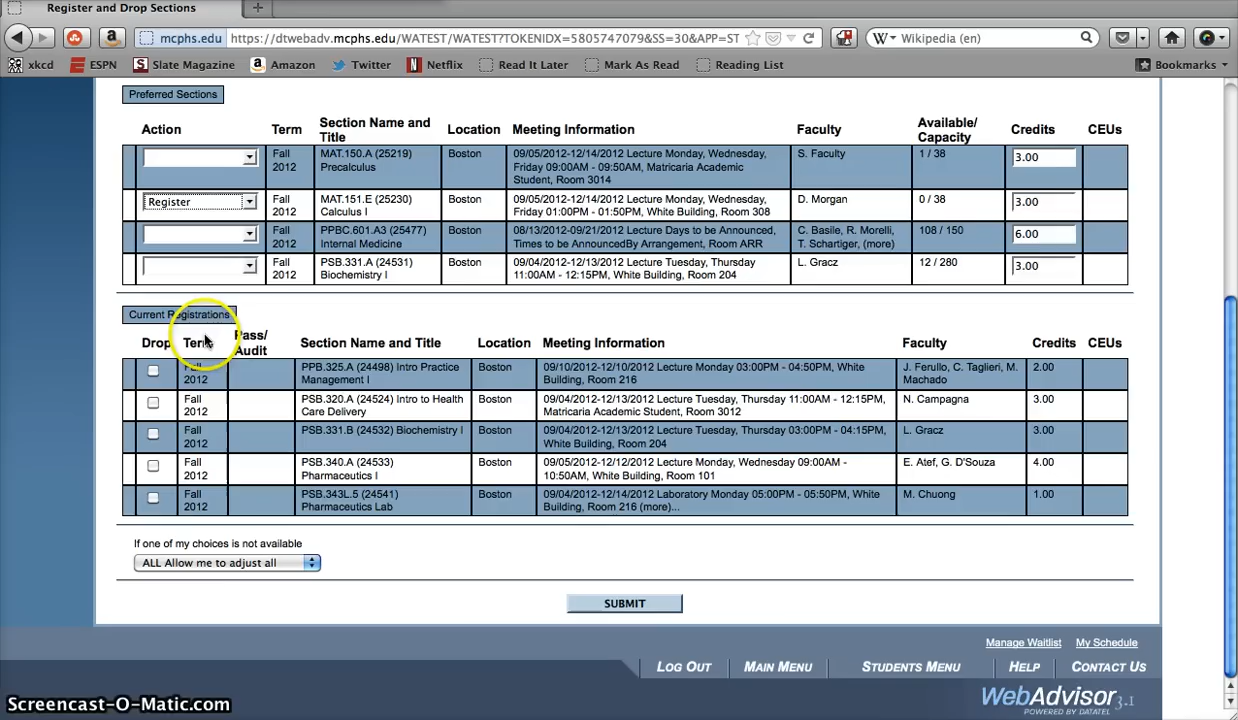 Register and Drop Sections
mcphs.edu https://dtwebadv.mcphs.edu/WATEST/WATEST?TOKENIDX=5805747079&SS=30&APP=ST Wikipedia (en)
xkcd ESPN Slate Magazine Amazon Twitter Netflix Read It Later Mark As Read Reading List Bookmarks
Preferred Sections
Action Term Section Name and Title Location Meeting Information Faculty Available/ Capacity Credits CEUs
Fall 2012 MAT.150.A (25219) Precalculus Boston 09/05/2012-12/14/2012 Lecture Monday, Wednesday, Friday 09:00AM - 09:50AM, Matricaria Academic Student, Room 3014 S. Faculty 1 / 38 3.00
Register Fall 2012 MAT.151.E (25230) Calculus I Boston 09/05/2012-12/14/2012 Lecture Monday, Wednesday, Friday 01:00PM - 01:50PM, White Building, Room 308 D. Morgan 0 / 38 3.00
Fall 2012 PPBC.601.A3 (25477) Internal Medicine Boston 08/13/2012-09/21/2012 Lecture Days to be Announced, Times to be AnnouncedBy Arrangement, Room ARR C. Basile, R. Morelli, T. Schartiger, (more) 108 / 150 6.00
Fall 2012 PSB.331.A (24531) Biochemistry I Boston 09/04/2012-12/13/2012 Lecture Tuesday, Thursday 11:00AM - 12:15PM, White Building, Room 204 L. Gracz 12 / 280 3.00
Current Registrations
Drop Term Pass/ Audit Section Name and Title Location Meeting Information Faculty Credits CEUs
Fall 2012 PPB.325.A (24498) Intro Practice Management I Boston 09/10/2012-12/10/2012 Lecture Monday 03:00PM - 04:50PM, White Building, Room 216 J. Ferullo, C. Taglieri, M. Machado 2.00
Fall 2012 PSB.320.A (24524) Intro to Health Care Delivery Boston 09/04/2012-12/13/2012 Lecture Tuesday, Thursday 11:00AM - 12:15PM, Matricaria Academic Student, Room 3012 N. Campagna 3.00
Fall 2012 PSB.331.B (24532) Biochemistry I Boston 09/04/2012-12/13/2012 Lecture Tuesday, Thursday 03:00PM - 04:15PM, White Building, Room 204 L. Gracz 3.00
Fall 2012 PSB.340.A (24533) Pharmaceutics I Boston 09/05/2012-12/12/2012 Lecture Monday, Wednesday 09:00AM - 10:50AM, White Building, Room 101 E. Atef, G. D'Souza 4.00
Fall 2012 PSB.343L.5 (24541) Pharmaceutics Lab Boston 09/04/2012-12/14/2012 Laboratory Monday 05:00PM - 05:50PM, White Building, Room 216 (more)... M. Chuong 1.00
If one of my choices is not available
ALL Allow me to adjust all
SUBMIT
Manage Waitlist My Schedule
LOG OUT MAIN MENU STUDENTS MENU HELP CONTACT US
WebAdvisor 3.1
POWERED BY DATATEL
Screencast-O-Matic.com